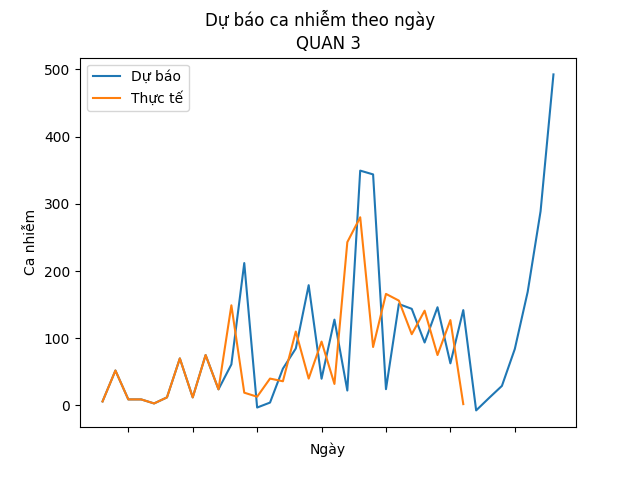 Dự báo ca nhiễm theo ngày
QUAN 3
Dự báo
Thực tế
500
400
300
200
100
0
Ca nhiễm
Ngày